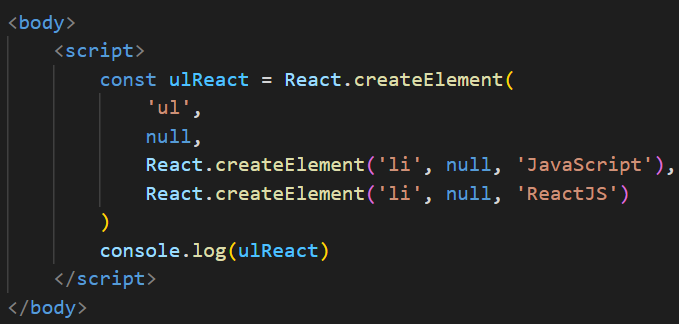 <body>
<script>
const ulReact = React.createElement(
'ul',
null,
React.createElement('li', null, 'JavaScript'),
React.createElement('li', null, 'ReactJS')
)
console.log(ulReact)
</script>
</body>